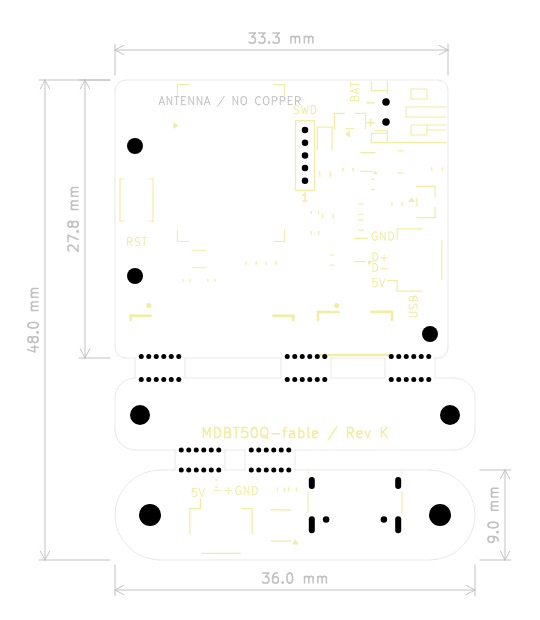 33.3 mm
ANTENNA / NO COPPER
SWD
BAT
-
+
1
27.8 mm
RST
GND
D+
D-
5V
USB
48.0 mm
MDBT50Q-fable / Rev K
5V
-+GND
9.0 mm
36.0 mm